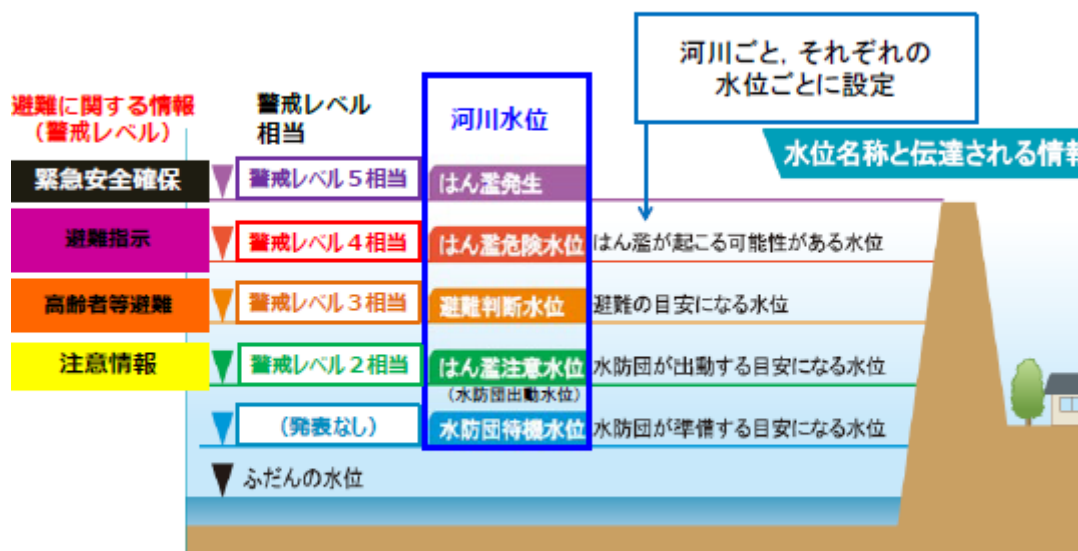 河川ごと，それぞれの
水位ごとに設定
避難に関する情報
（警戒レベル）
警戒レベル
相当
河川水位
水位名称と伝達される情報
緊急安全確保
警戒レベル５相当
はん濫発生
避難指示
警戒レベル４相当
はん濫危険水位
はん濫が起こる可能性がある水位
高齢者等避難
警戒レベル３相当
避難判断水位
避難の目安になる水位
注意情報
警戒レベル２相当
はん濫注意水位
水防団が出動する目安になる水位
（水防団出動水位）
（発表なし）
水防団待機水位
水防団が準備する目安になる水位
ふだんの水位